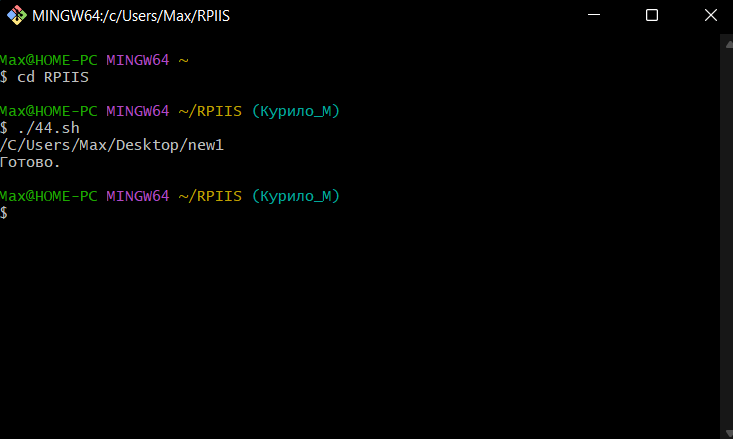 MINGW64:/c/Users/Max/RPIIS
Max@HOME-PC MINGW64 ~
$ cd RPIIS
Max@HOME-PC MINGW64 ~/RPIIS (Курило_М)
$ ./44.sh
/C/Users/Max/Desktop/new1
Готово.
Max@HOME-PC MINGW64 ~/RPIIS (Курило_М)
$